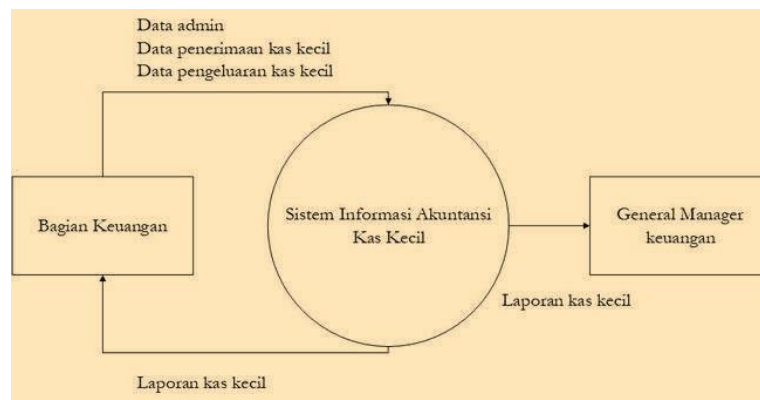 Data admin
Data penerimaan kas kecil
Data pengeluaran kas kecil
Bagian Keuangan
Sistem Informasi Akuntansi
Kas Kecil
General Manager
keuangan
Laporan kas kecil
Laporan kas kecil